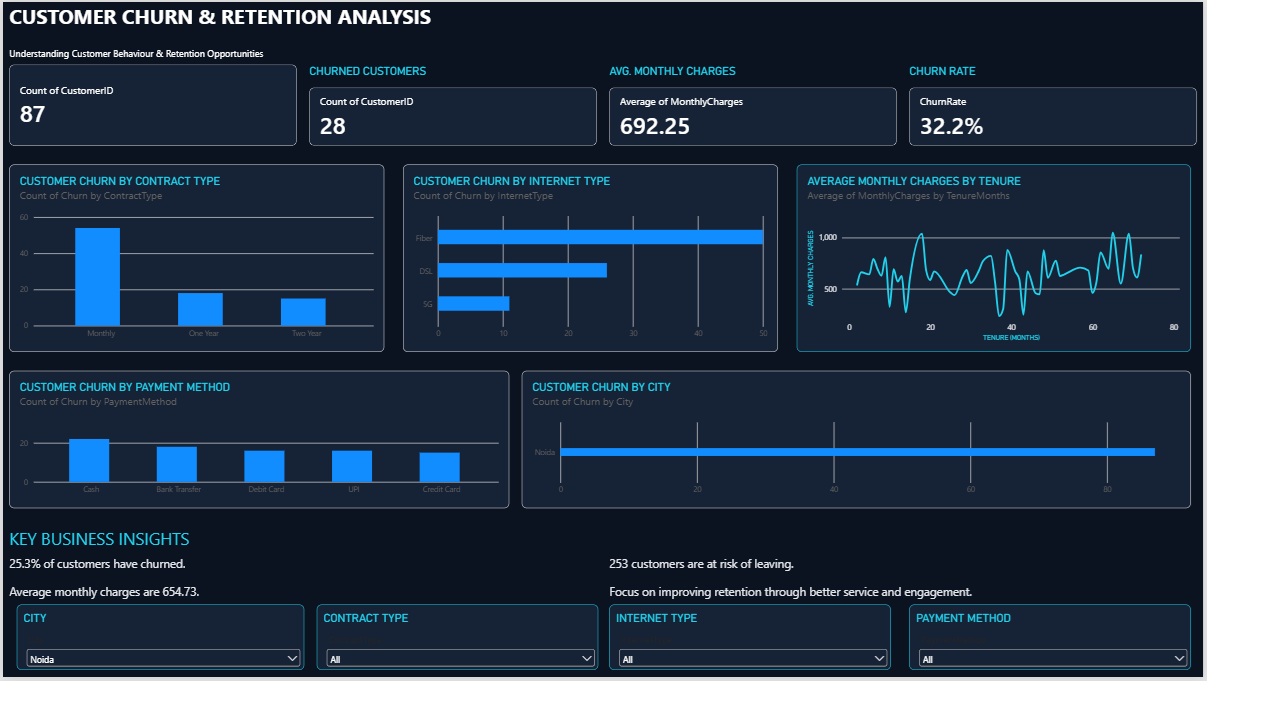 CUSTOMER CHURN & RETENTION ANALYSIS
Understanding Customer Behaviour & Retention Opportunities
Count of CustomerID
87
CHURNED CUSTOMERS
Count of CustomerID
28
AVG. MONTHLY CHARGES
Average of MonthlyCharges
692.25
CHURN RATE
ChurnRate
32.2%
CUSTOMER CHURN BY CONTRACT TYPE
Count of Churn by ContractType
60
40
20
0
Monthly
One Year
Two Year
CUSTOMER CHURN BY INTERNET TYPE
Count of Churn by InternetType
Fiber
DSL
5G
0
10
20
30
40
50
AVERAGE MONTHLY CHARGES BY TENURE
Average of MonthlyCharges by TenureMonths
AVG. MONTHLY CHARGES
1,000
500
0
20
40
60
80
TENURE (MONTHS)
CUSTOMER CHURN BY PAYMENT METHOD
Count of Churn by PaymentMethod
20
0
Cash
Bank Transfer
Debit Card
UPI
Credit Card
CUSTOMER CHURN BY CITY
Count of Churn by City
Noida
0
20
40
60
80
KEY BUSINESS INSIGHTS
25.3% of customers have churned.
253 customers are at risk of leaving.
Average monthly charges are 654.73.
Focus on improving retention through better service and engagement.
CITY
Noida
CONTRACT TYPE
All
INTERNET TYPE
All
PAYMENT METHOD
All